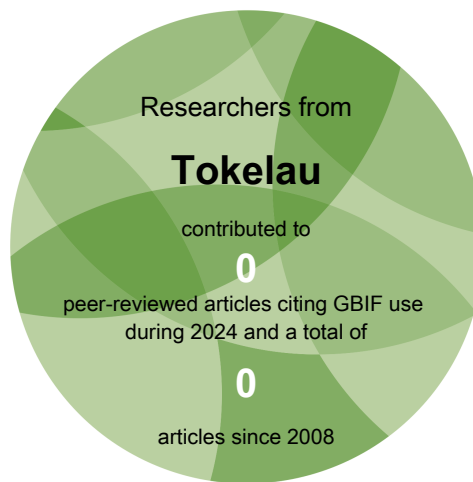 Researchers from
Tokelau
contributed to
0
peer-reviewed articles citing GBIF use
during 2024 and a total of
0
articles since 2008